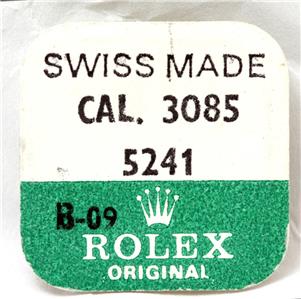 SWISS MADE
CAL. 3085
5241
B-09
ROLEX
ORIGINAL